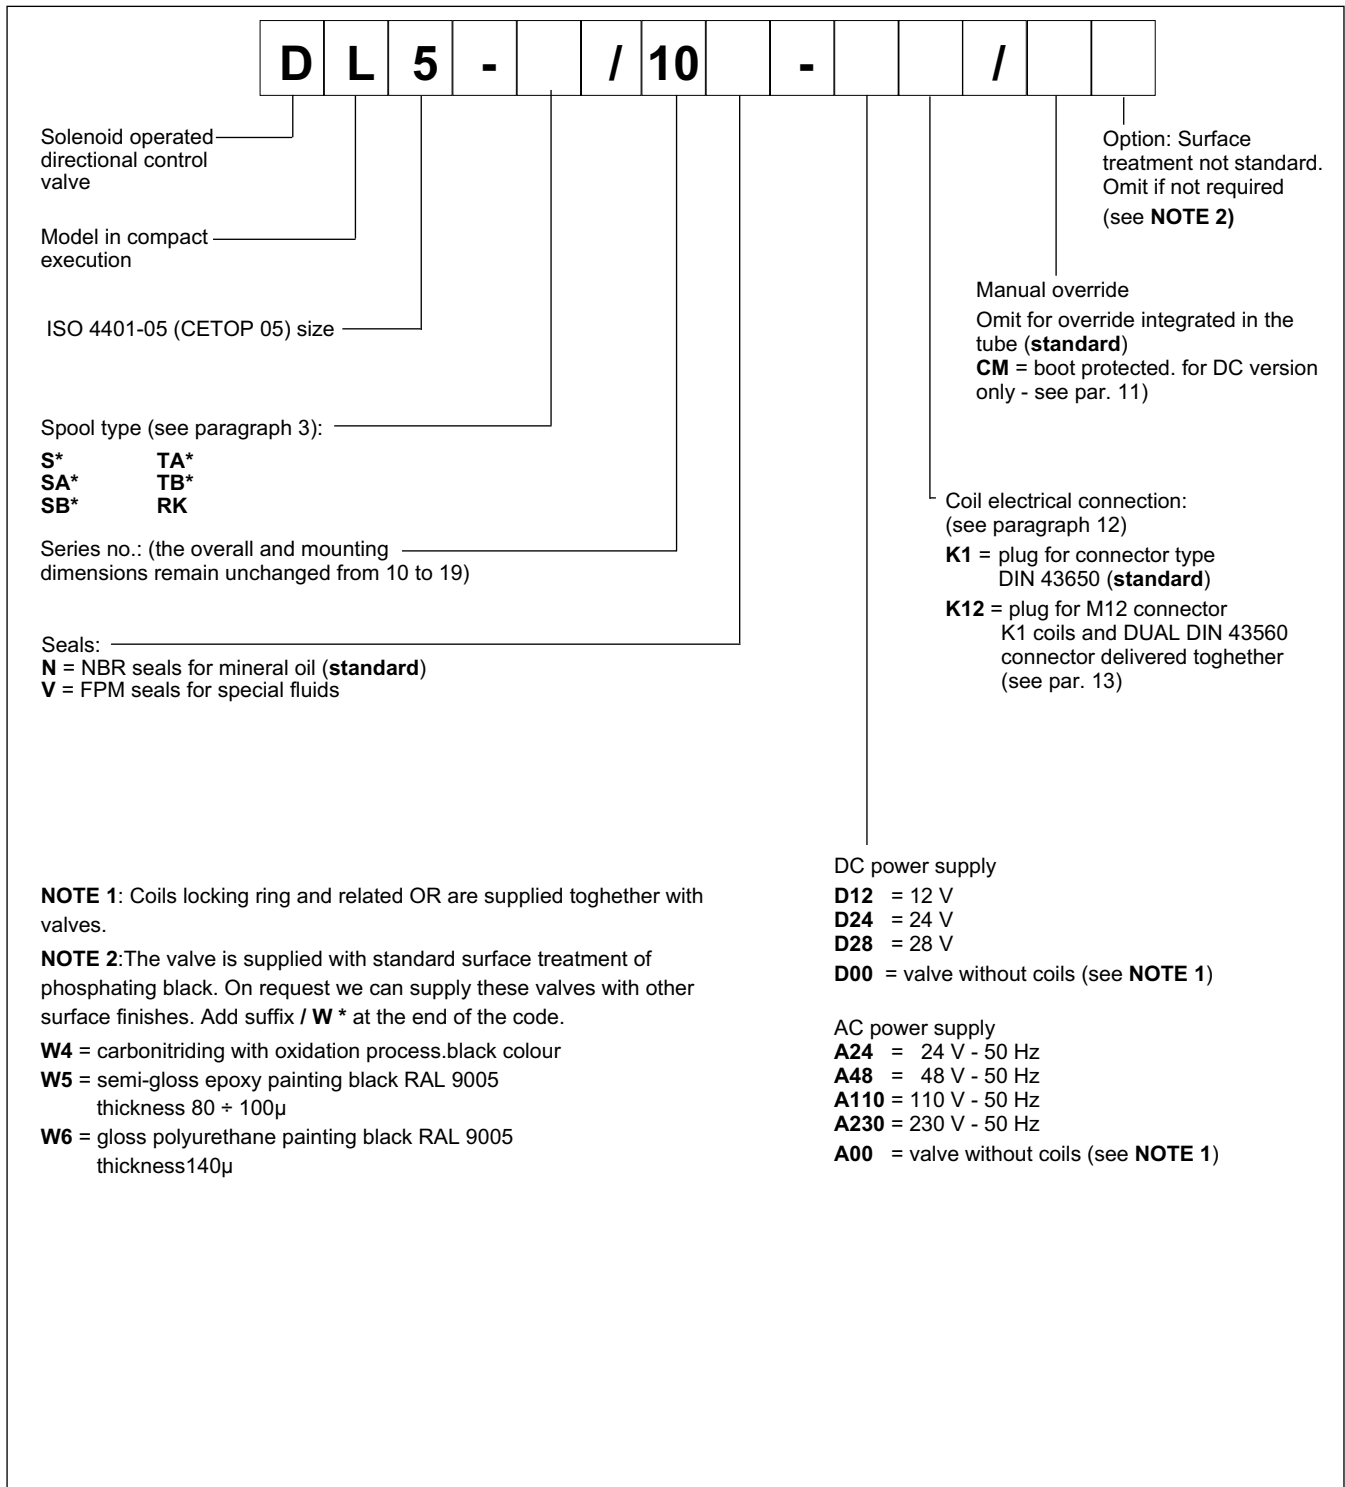 D L 5 - / 10 - /
Solenoid operated
directional control
valve
Model in compact
execution
ISO 4401-05 (CETOP 05) size
Spool type (see paragraph 3):
S* TA*
SA* TB*
SB* RK
Series no.: (the overall and mounting
dimensions remain unchanged from 10 to 19)
Seals:
N = NBR seals for mineral oil (standard)
V = FPM seals for special fluids
Option: Surface
treatment not standard.
Omit if not required
(see NOTE 2)
Manual override
Omit for override integrated in the
tube (standard)
CM = boot protected. for DC version
only - see par. 11)
Coil electrical connection:
(see paragraph 12)
K1 = plug for connector type
DIN 43650 (standard)
K12 = plug for M12 connector
K1 coils and DUAL DIN 43560
connector delivered toghether
(see par. 13)
DC power supply
D12 = 12 V
D24 = 24 V
D28 = 28 V
D00 = valve without coils (see NOTE 1)
AC power supply
A24 = 24 V - 50 Hz
A48 = 48 V - 50 Hz
A110 = 110 V - 50 Hz
A230 = 230 V - 50 Hz
A00 = valve without coils (see NOTE 1)
NOTE 1: Coils locking ring and related OR are supplied toghether with
valves.
NOTE 2:The valve is supplied with standard surface treatment of
phosphating black. On request we can supply these valves with other
surface finishes. Add suffix / W * at the end of the code.
W4 = carbonitriding with oxidation process.black colour
W5 = semi-gloss epoxy painting black RAL 9005
thickness 80 ÷ 100µ
W6 = gloss polyurethane painting black RAL 9005
thickness140µ